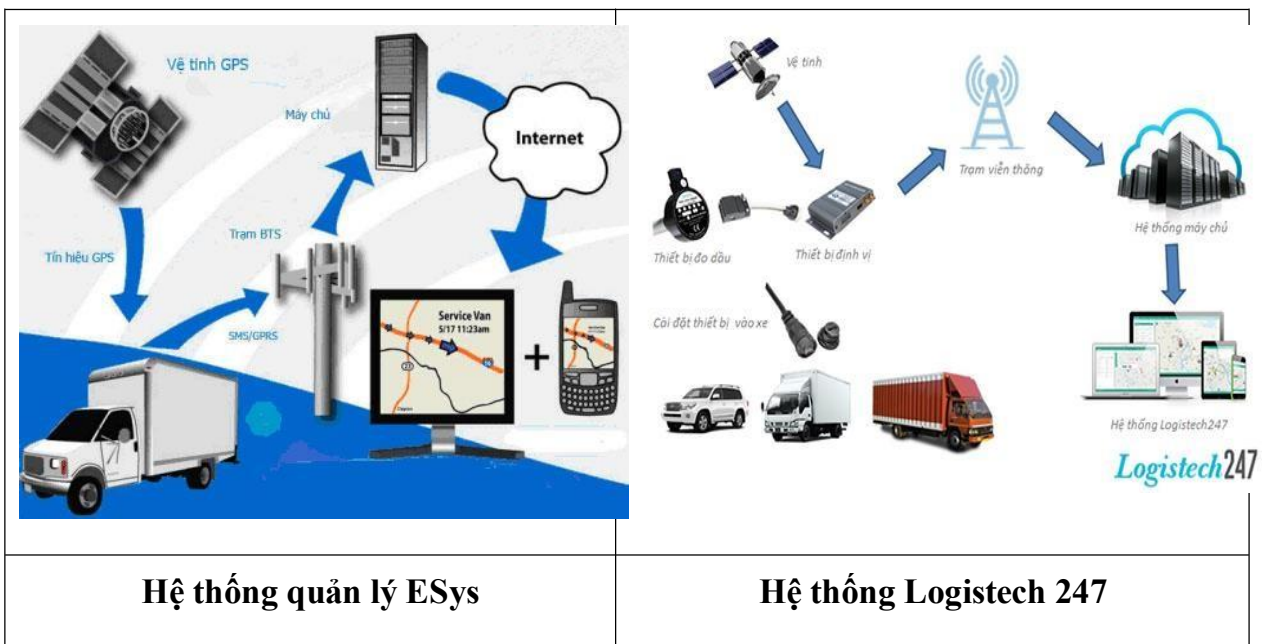 Vệ tinh GPS
Máy chủ
Internet
Trạm BTS
Tín hiệu GPS
SMS/GPRS
Service Van
5/17 11:23am
Vệ tinh
Trạm viễn thông
Thiết bị đo dầu
Thiết bị định vị
Hệ thống máy chủ
Cài đặt thiết bị vào xe
Hệ thống Logistech247
Logistech247
Hệ thống quản lý ESys
Hệ thống Logistech 247